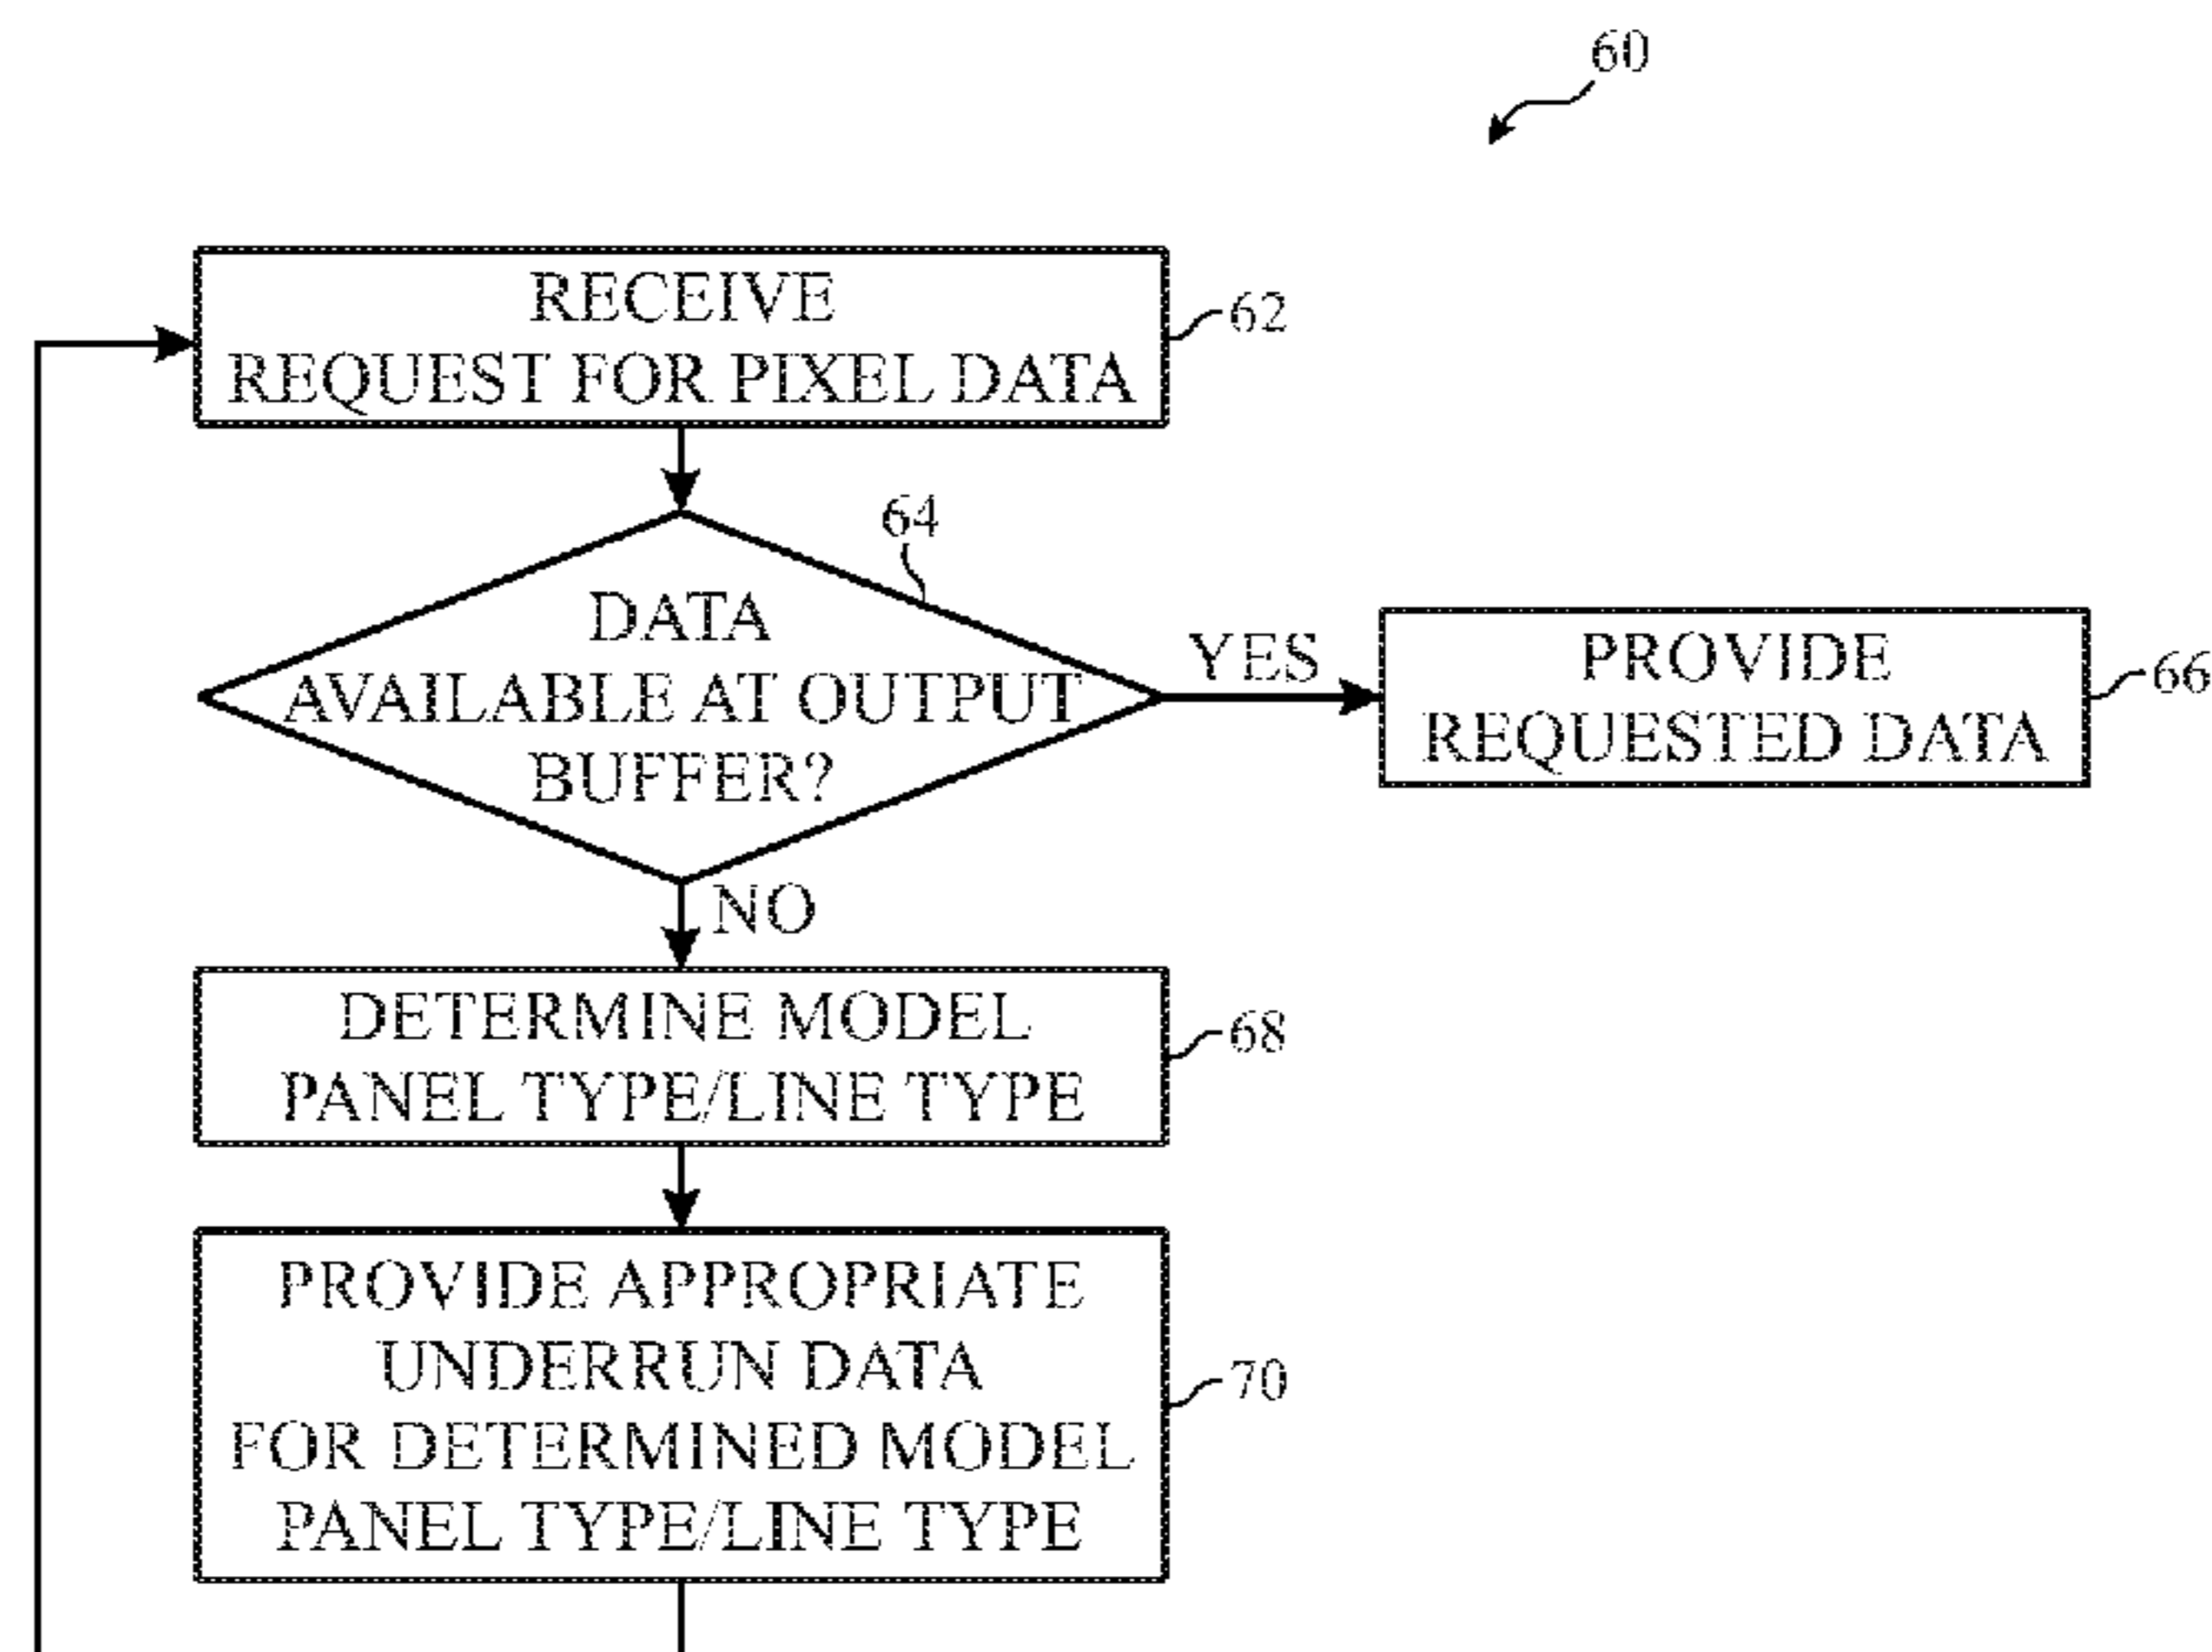 60
RECEIVE
REQUEST FOR PIXEL DATA
62
64
DATA
AVAILABLE AT OUTPUT
BUFFER?
YES
PROVIDE
REQUESTED DATA
66
NO
DETERMINE MODEL
PANEL TYPE/LINE TYPE
68
PROVIDE APPROPRIATE
UNDERRUN DATA
FOR DETERMINED MODEL
PANEL TYPE/LINE TYPE
70